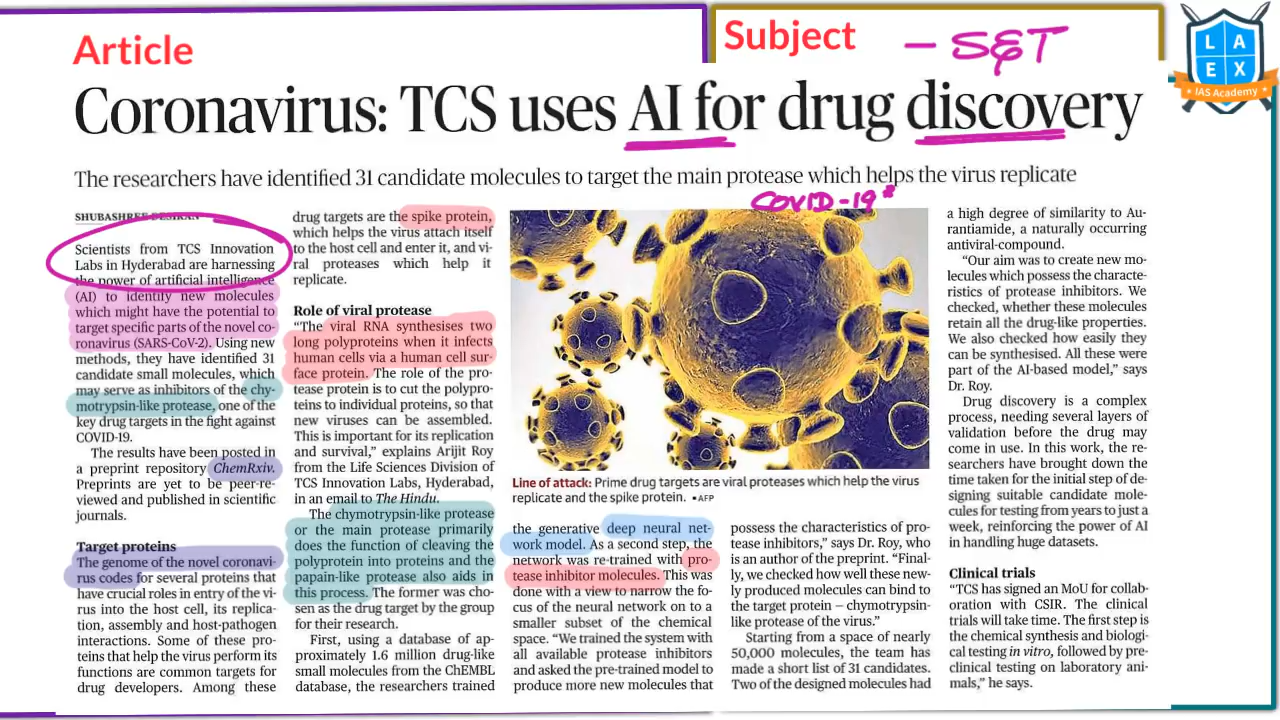 Article
Subject
– S&T
L A
E X
IAS Academy
Coronavirus: TCS uses AI for drug discovery
The researchers have identified 31 candidate molecules to target the main protease which helps the virus replicate
COVID-19*
Scientists from TCS Innovation
Labs in Hyderabad are harnessing
the power of artificial intelligence
(AI) to identify new molecules
which might have the potential to
target specific parts of the novel co-
ronavirus (SARS-CoV-2). Using new
methods, they have identified 31
candidate small molecules, which
may serve as inhibitors of the chy-
motrypsin-like protease, one of the
key drug targets in the fight against
COVID-19.
The results have been posted in
a preprint repository ChemRxiv.
Preprints are yet to be peer-re-
viewed and published in scientific
journals.
Target proteins
The genome of the novel coronavi-
rus codes for several proteins that
have crucial roles in entry of the vi-
rus into the host cell, its replica-
tion, assembly and host-pathogen
interactions. Some of these pro-
teins that help the virus perform its
functions are common targets for
drug developers. Among these
drug targets are the spike protein,
which helps the virus attach itself
to the host cell and enter it, and vi-
ral proteases which help it
replicate.
Role of viral protease
“The viral RNA synthesises two
long polyproteins when it infects
human cells via a human cell sur-
face protein. The role of the pro-
tease protein is to cut the polypro-
teins to individual proteins, so that
new viruses can be assembled.
This is important for its replication
and survival,” explains Arijit Roy
from the Life Sciences Division of
TCS Innovation Labs, Hyderabad,
in an email to The Hindu.
The chymotrypsin-like protease
or the main protease primarily
does the function of cleaving the
polyprotein into proteins and the
papain-like protease also aids in
this process. The former was cho-
sen as the drug target by the group
for their research.
First, using a database of ap-
proximately 1.6 million drug-like
small molecules from the ChEMBL
database, the researchers trained
Line of attack: Prime drug targets are viral proteases which help the virus
replicate and the spike protein. •AFP
the generative deep neural net-
work model. As a second step, the
network was re-trained with pro-
tease inhibitor molecules. This was
done with a view to narrow the fo-
cus of the neural network on to a
smaller subset of the chemical
space. “We trained the system with
all available protease inhibitors
and asked the pre-trained model to
produce more new molecules that
possess the characteristics of pro-
tease inhibitors,” says Dr. Roy, who
is an author of the preprint. “Final-
ly, we checked how well these new-
ly produced molecules can bind to
the target protein – chymotrypsin-
like protease of the virus.”
Starting from a space of nearly
50,000 molecules, the team has
made a short list of 31 candidates.
Two of the designed molecules had
a high degree of similarity to Au-
rantiamide, a naturally occurring
antiviral-compound.
“Our aim was to create new mo-
lecules which possess the characte-
ristics of protease inhibitors. We
checked, whether these molecules
retain all the drug-like properties.
We also checked how easily they
can be synthesised. All these were
part of the AI-based model,” says
Dr. Roy.
Drug discovery is a complex
process, needing several layers of
validation before the drug may
come in use. In this work, the re-
searchers have brought down the
time taken for the initial step of de-
signing suitable candidate mole-
cules for testing from years to just a
week, reinforcing the power of AI
in handling huge datasets.
Clinical trials
“TCS has signed an MoU for collab-
oration with CSIR. The clinical
trials will take time. The first step is
the chemical synthesis and biologi-
cal testing in vitro, followed by pre-
clinical testing on laboratory ani-
mals,” he says.